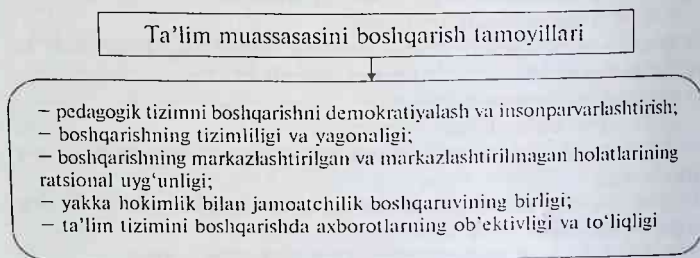 Ta’lim muassasini boshqarish tamoyillari
– pedagogik tizimni boshqarishni demokratiyalash va insonparvarlashtirish;
– boshqarishning tizimliligi va yagonaligi;
– boshqarishning markazlashtirilgan va markazlashtirilmagan holatlarining
ratsional uyg‘unligi;
– yakka hokimlik bilan jamoatchilik boshqaruvining birligi;
– ta’lim tizimini boshqarishda axborotlarning ob’ektivligi va to‘liqligi